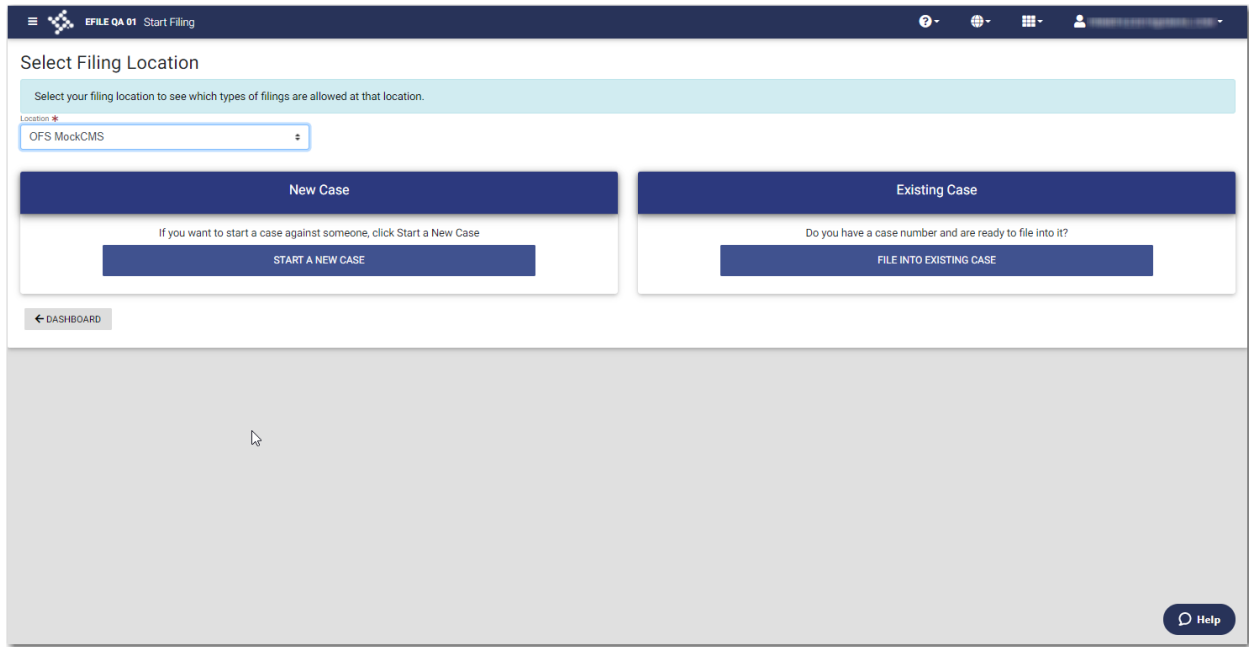 EFILE QA 01 Start Filing
Select Filing Location
Select your filing location to see which types of filings are allowed at that location.
Location *
OFS MockCMS
New Case
If you want to start a case against someone, click Start a New Case
START A NEW CASE
Existing Case
Do you have a case number and are ready to file into it?
FILE INTO EXISTING CASE
DASHBOARD
Help